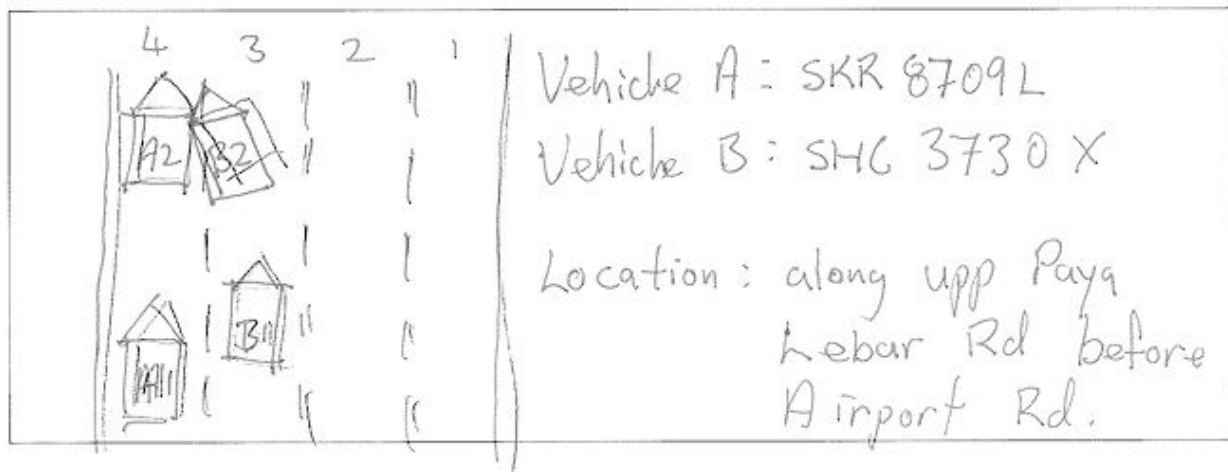 4 3 2 1
A2 B2
B1
A1
Vehicle A : SKR 8709L
Vehicle B : SHC 3730 X
Location : along upp Paya
Lebar Rd before
Airport Rd.